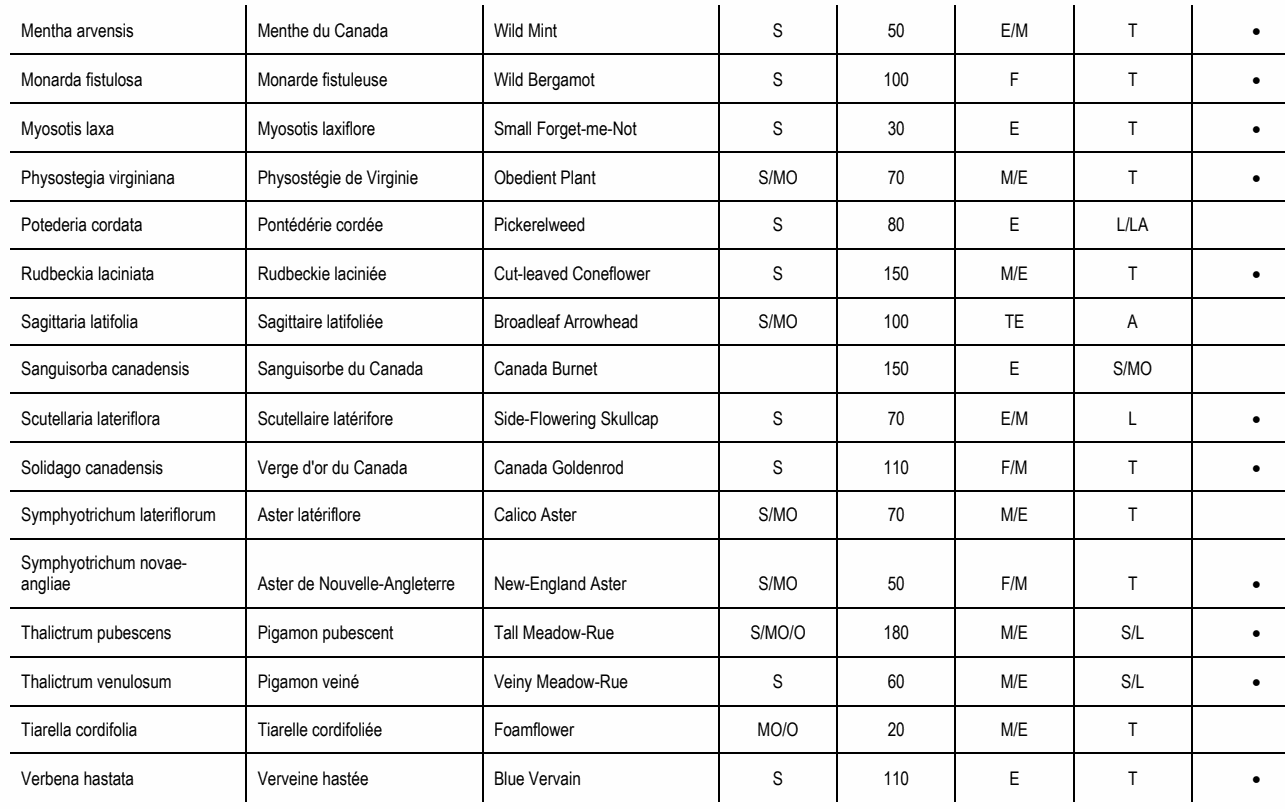 Mentha arvensis Menthe du Canada Wild Mint S 50 E/M T •
Monarda fistulosa Monarde fistuleuse Wild Bergamot S 100 F T •
Myosotis laxa Myosotis laxiflore Small Forget-me-Not S 30 E T •
Physostegia virginiana Physostégie de Virginie Obedient Plant S/MO 70 M/E T •
Potederia cordata Pontédérie cordée Pickerelweed S 80 E L/LA
Rudbeckia laciniata Rudbeckie laciniée Cut-leaved Coneflower S 150 M/E T •
Sagittaria latifolia Sagittaire latifoliée Broadleaf Arrowhead S/MO 100 TE A
Sanguisorba canadensis Sanguisorbe du Canada Canada Burnet 150 E S/MO
Scutellaria lateriflora Scutellaire latérifore Side-Flowering Skullcap S 70 E/M L •
Solidago canadensis Verge d'or du Canada Canada Goldenrod S 110 F/M T •
Symphyotrichum lateriflorum Aster latériflore Calico Aster S/MO 70 M/E T
Symphyotrichum novae-
angliae Aster de Nouvelle-Angleterre New-England Aster S/MO 50 F/M T •
Thalictrum pubescens Pigamon pubescent Tall Meadow-Rue S/MO/O 180 M/E S/L •
Thalictrum venulosum Pigamon veiné Veiny Meadow-Rue S 60 M/E S/L •
Tiarella cordifolia Tiarelle cordifoliée Foamflower MO/O 20 M/E T
Verbena hastata Verveine hastée Blue Vervain S 110 E T •